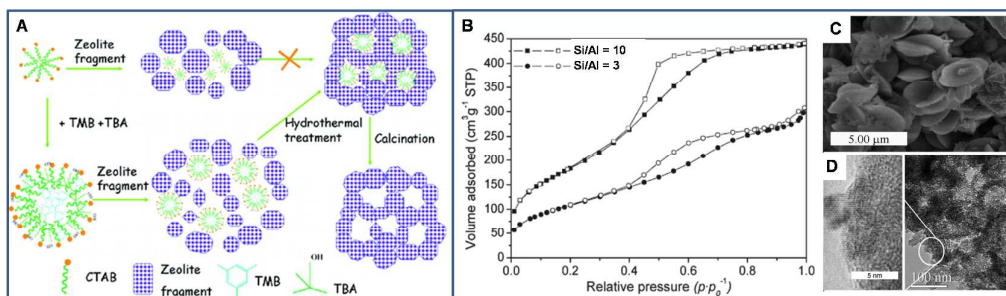 A
Zeolite
fragment
+ TMB +TBA
Hydrothermal
treatment
Calcination
Zeolite
fragment
OH
CTAB
Zeolite
fragment
TMB
TBA
B
450
400
350
300
250
200
150
100
50
0
Si/Al = 10
Si/Al = 3
Volume adsorbed (cm³g⁻¹ STP)
0.0
0.2
0.4
0.6
0.8
1.0
Relative pressure (p·p₀⁻¹)
C
5.00 µm
D
5 nm
100 nm